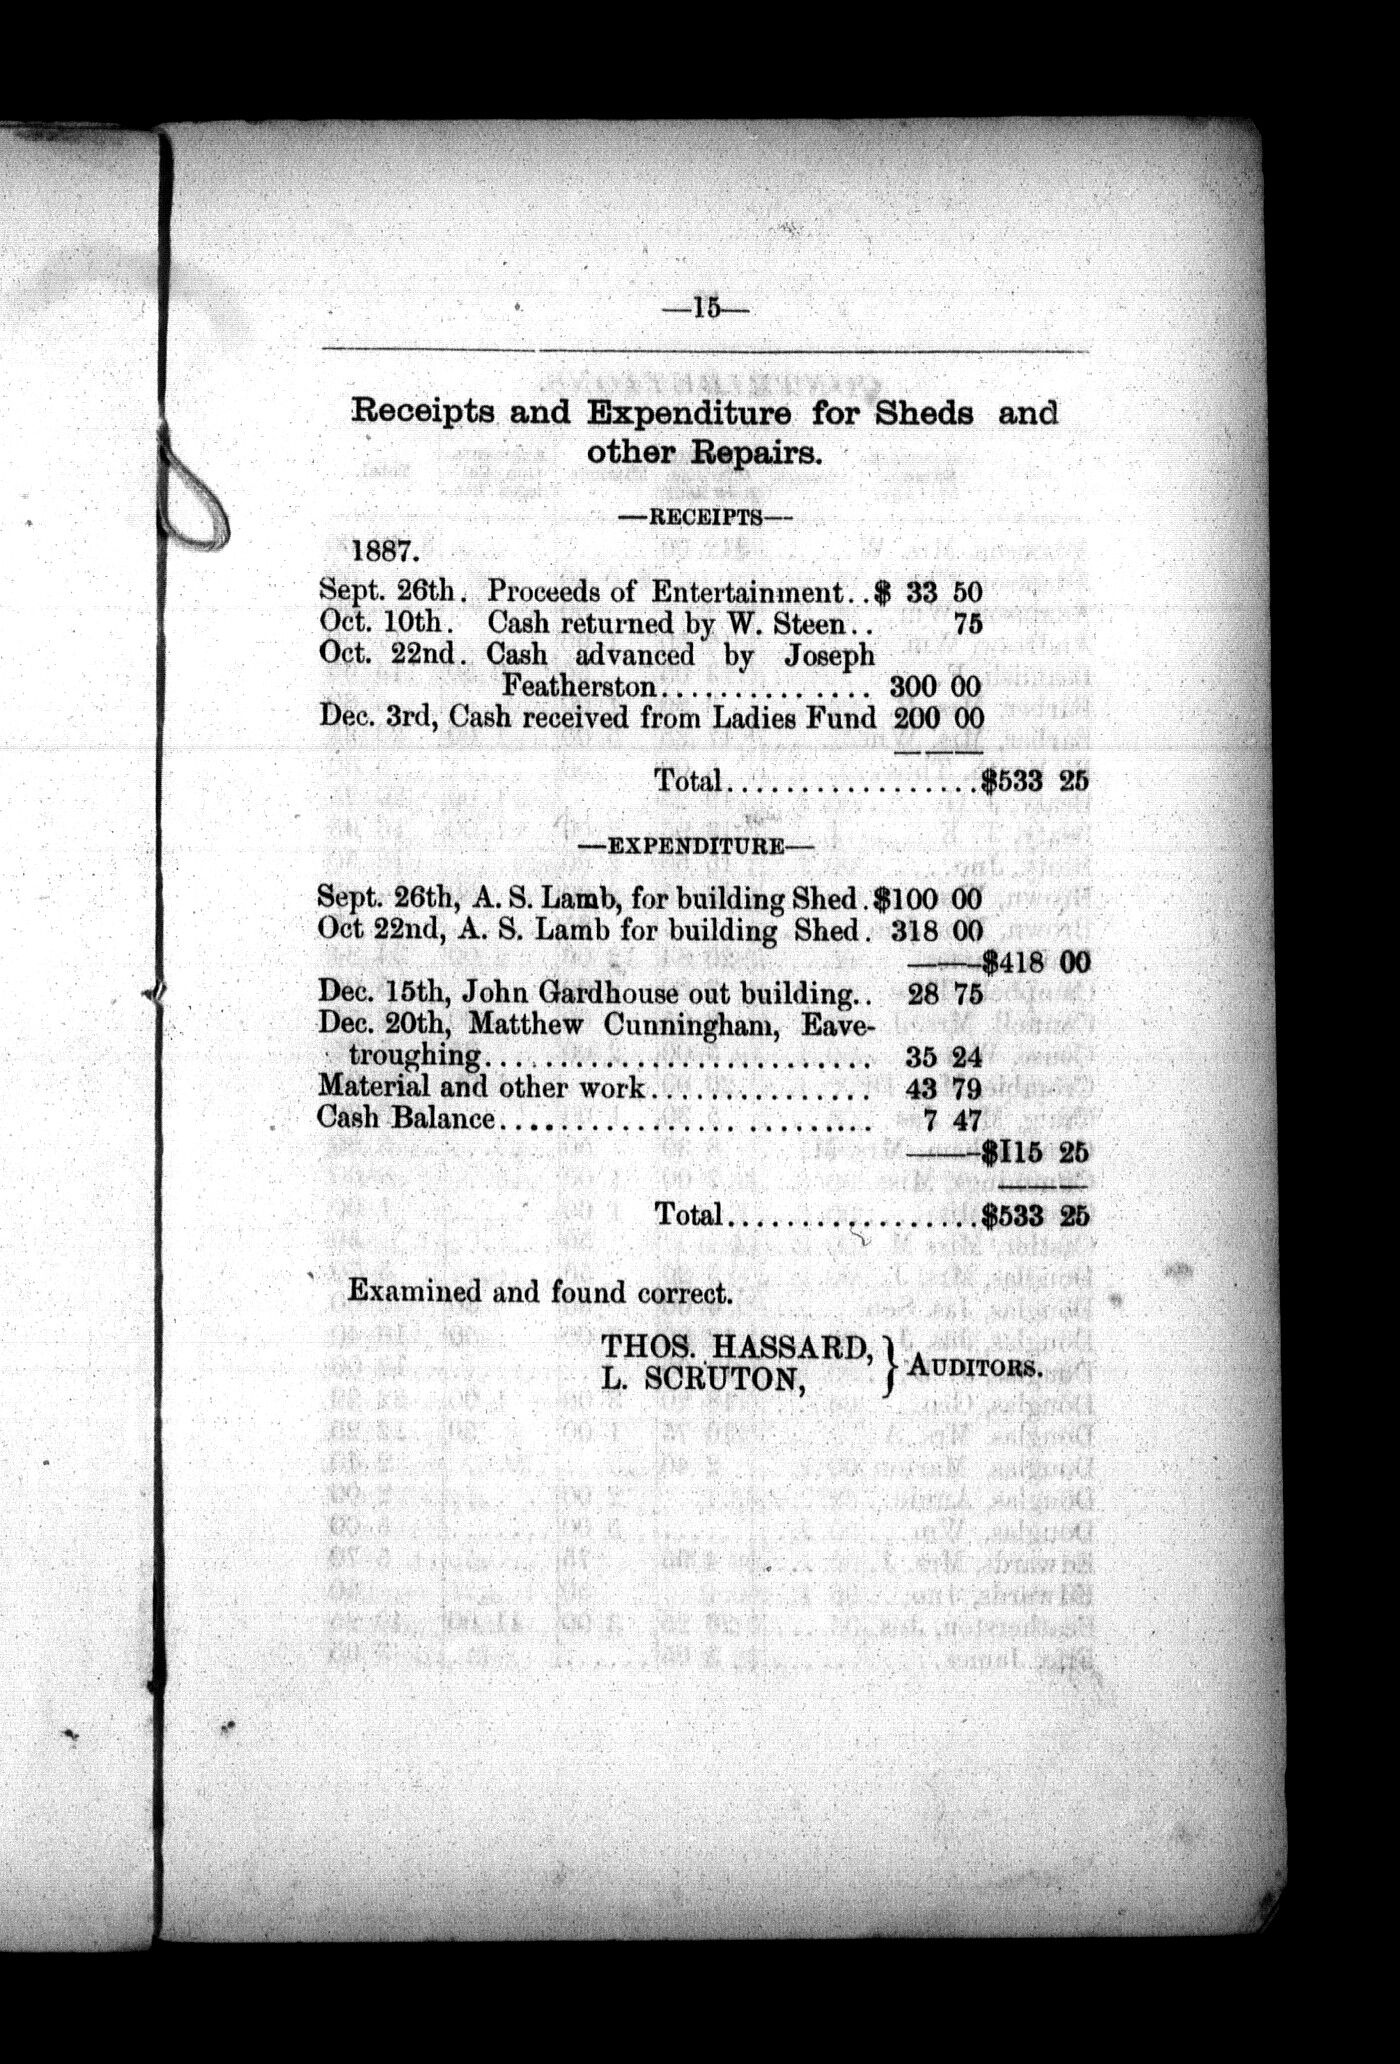 —15—
Receipts and Expenditure for Sheds and
other Repairs.
—RECEIPTS—
1887.
Sept. 26th. Proceeds of Entertainment..$ 33 50
Oct. 10th. Cash returned by W. Steen.. 75
Oct. 22nd. Cash advanced by Joseph
Featherston............... 300 00
Dec. 3rd, Cash received from Ladies Fund 200 00
Total..................$533 25
—EXPENDITURE—
Sept. 26th, A. S. Lamb, for building Shed.$100 00
Oct 22nd, A. S. Lamb for building Shed. 318 00
———$418 00
Dec. 15th, John Gardhouse out building.. 28 75
Dec. 20th, Matthew Cunningham, Eave-
troughing.......................... 35 24
Material and other work............... 43 79
Cash Balance......................... 7 47
———$115 25
Total..................$533 25
Examined and found correct.
THOS. HASSARD,
L. SCRUTON, } AUDITORS.